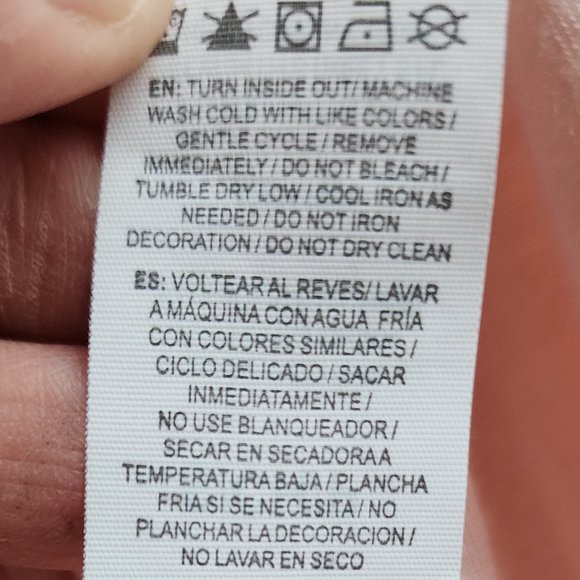 EN: TURN INSIDE OUT/ MACHINE
WASH COLD WITH LIKE COLORS /
GENTLE CYCLE / REMOVE
IMMEDIATELY / DO NOT BLEACH /
TUMBLE DRY LOW / COOL IRON AS
NEEDED / DO NOT IRON
DECORATION / DO NOT DRY CLEAN
ES: VOLTEAR AL REVES/ LAVAR
A MÁQUINA CON AGUA FRÍA
CON COLORES SIMILARES /
CICLO DELICADO / SACAR
INMEDIATAMENTE /
NO USE BLANQUEADOR /
SECAR EN SECADORA A
TEMPERATURA BAJA / PLANCHA
FRIA SI SE NECESITA / NO
PLANCHAR LA DECORACION /
NO LAVAR EN SECO